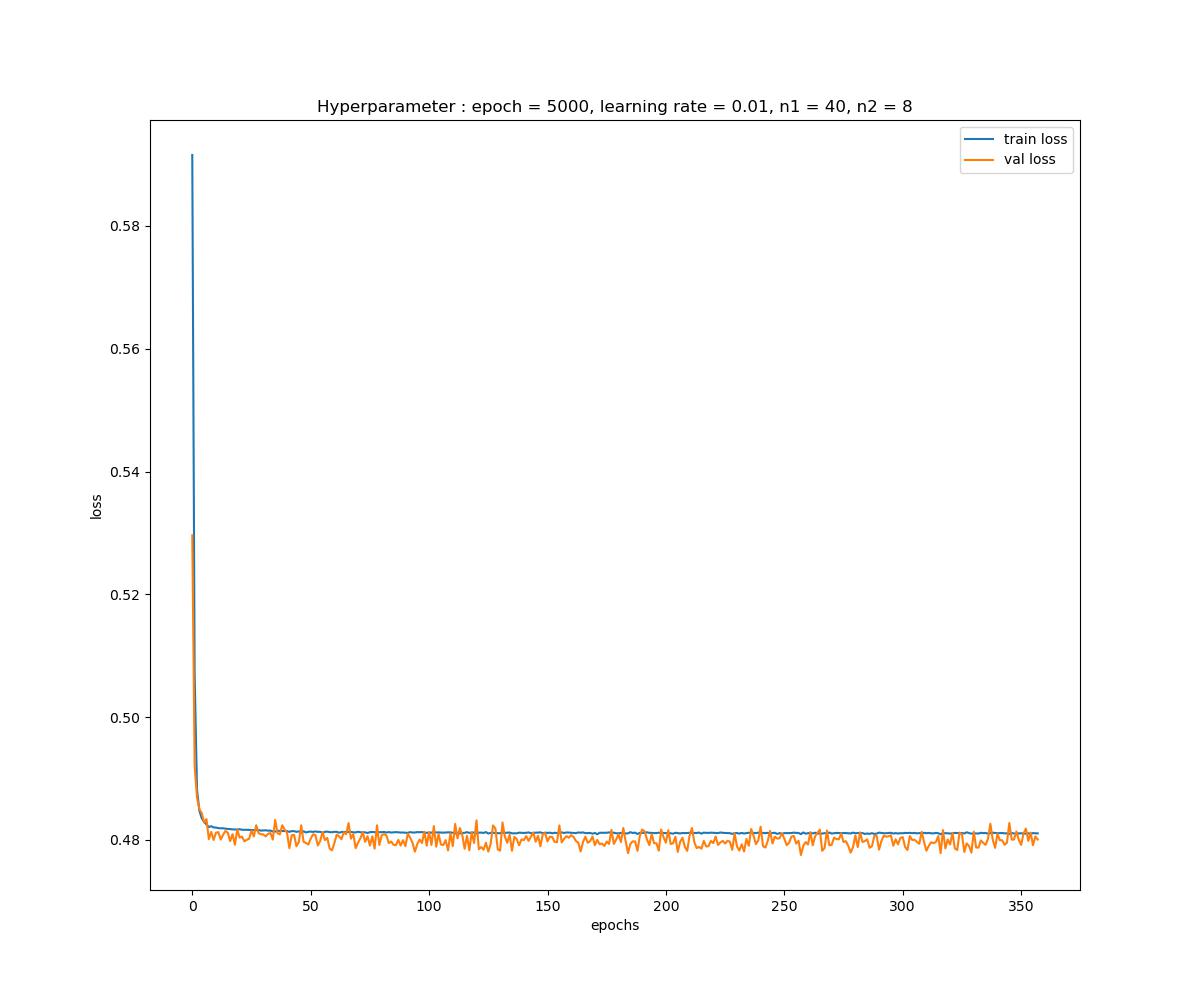 Hyperparameter : epoch = 5000, learning rate = 0.01, n1 = 40, n2 = 8
train loss
val loss
0.58
0.56
0.54
0.52
0.50
0.48
loss
0 50 100 150 200 250 300 350
epochs